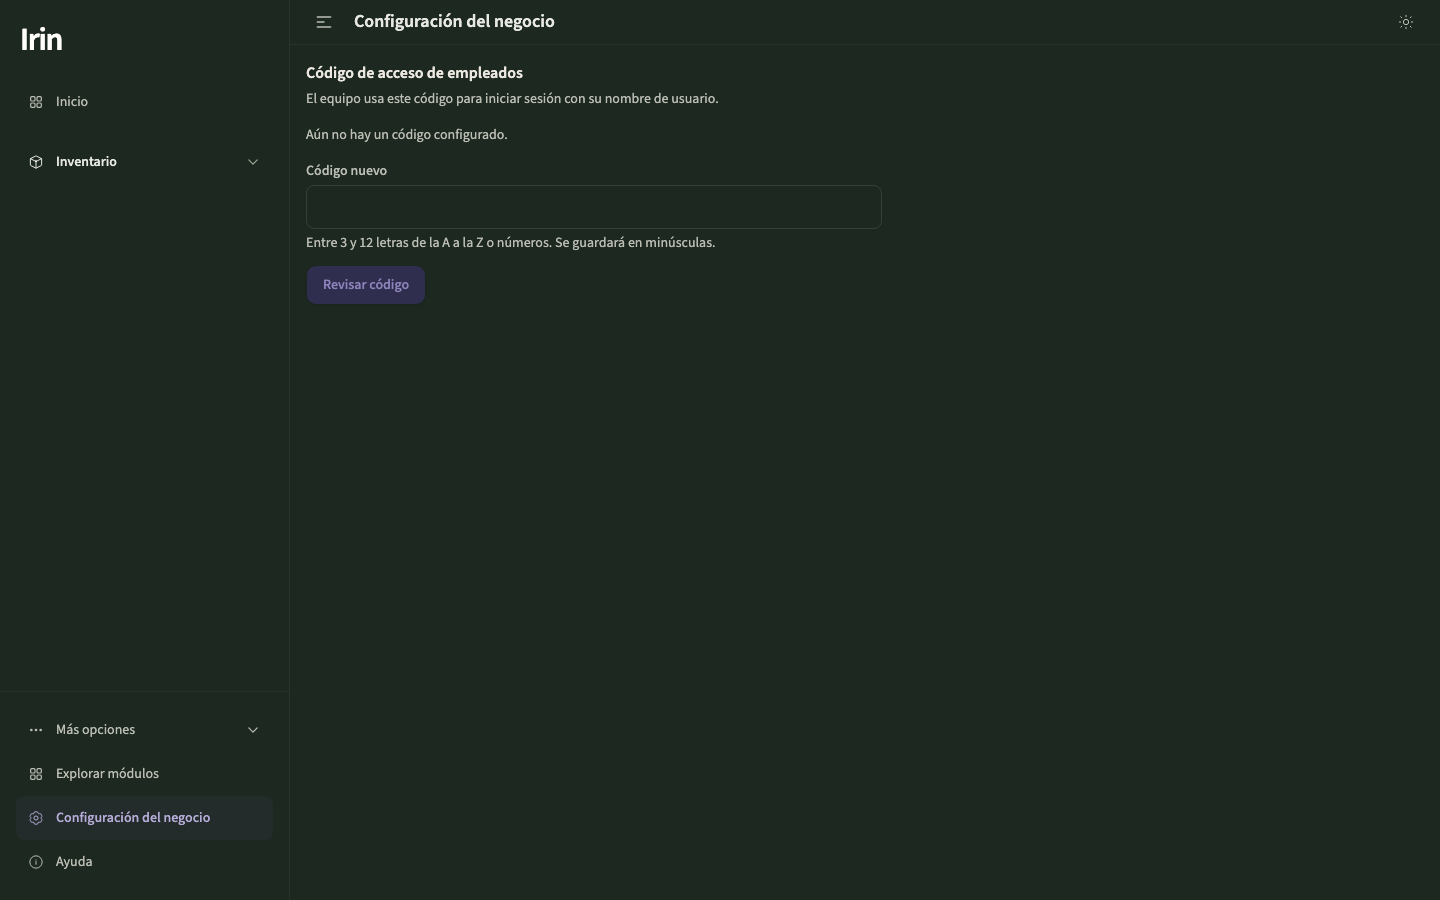 Irin
Configuración del negocio
Inicio
Inventario
Código de acceso de empleados
El equipo usa este código para iniciar sesión con su nombre de usuario.
Aún no hay un código configurado.
Código nuevo
Entre 3 y 12 letras de la A a la Z o números. Se guardará en minúsculas.
Revisar código
Más opciones
Explorar módulos
Configuración del negocio
Ayuda